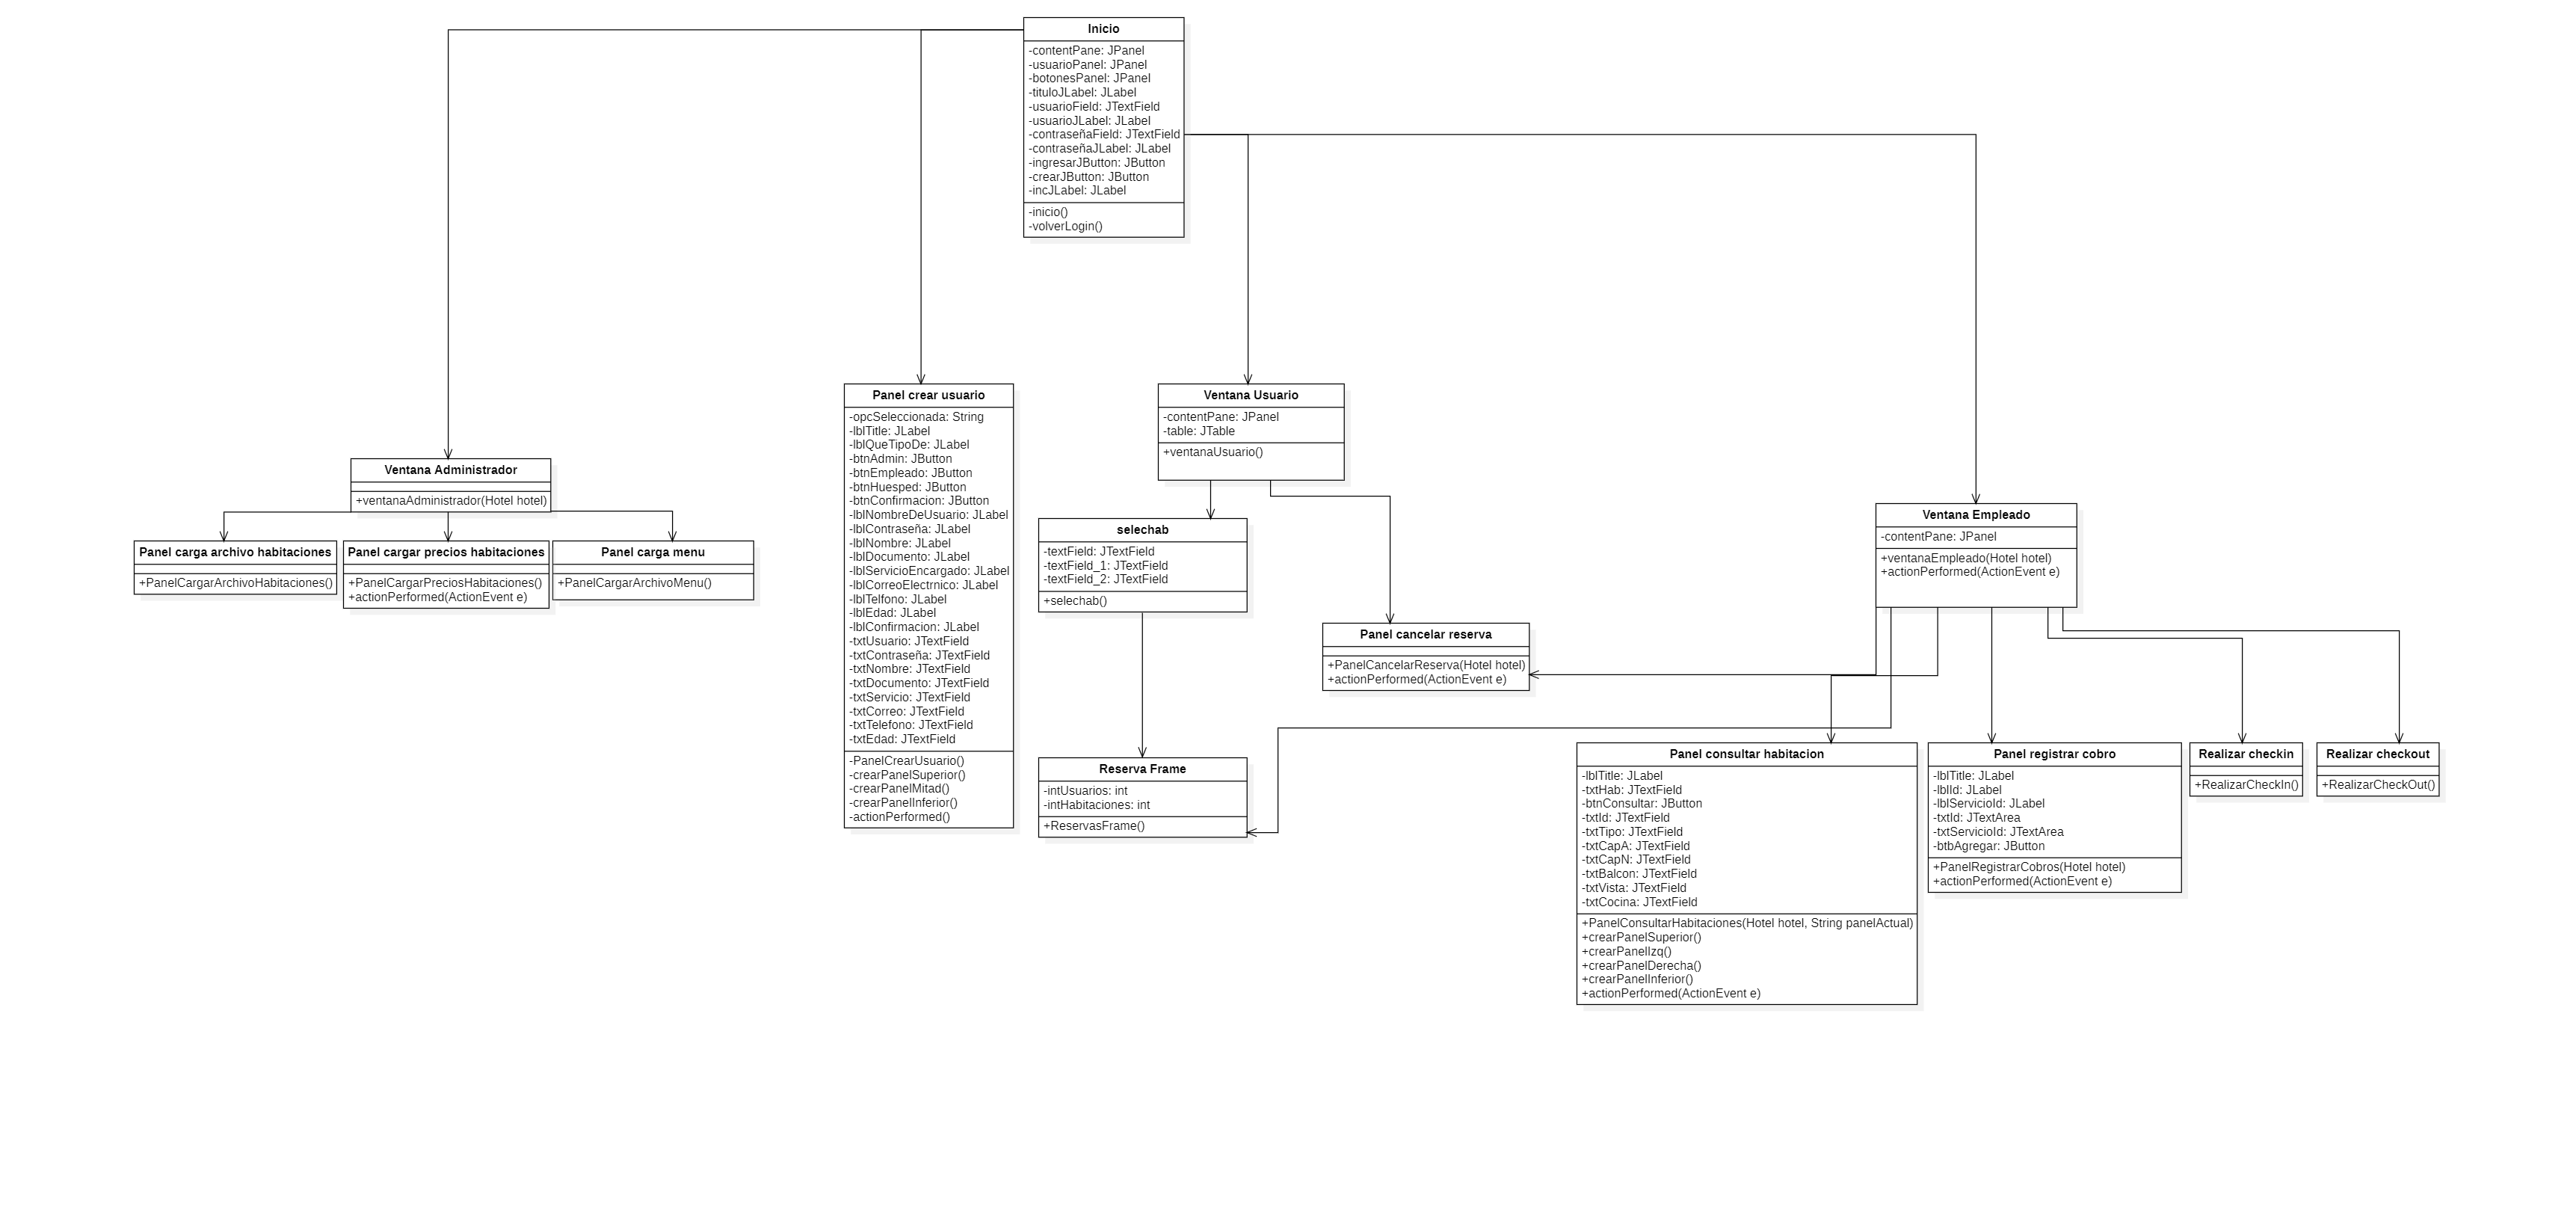 Inicio
-contentPane: JPanel
-usuarioPanel: JPanel
-botonesPanel: JPanel
-tituloJLabel: JLabel
-usuarioField: JTextField
-usuarioJLabel: JLabel
-contraseñaField: JTextField
-contraseñaJLabel: JLabel
-ingresarJButton: JButton
-crearJButton: JButton
-incJLabel: JLabel
-inicio()
-volverLogin()
Ventana Administrador
+ventanaAdministrador(Hotel hotel)
Panel carga archivo habitaciones
+PanelCargarArchivoHabitaciones()
Panel cargar precios habitaciones
+PanelCargarPreciosHabitaciones()
+actionPerformed(ActionEvent e)
Panel carga menu
+PanelCargarArchivoMenu()
Panel crear usuario
-opcSeleccionada: String
-lblTitle: JLabel
-lblQueTipoDe: JLabel
-btnAdmin: JButton
-btnEmpleado: JButton
-btnHuesped: JButton
-btnConfirmacion: JButton
-lblNombreDeUsuario: JLabel
-lblContraseña: JLabel
-lblNombre: JLabel
-lblDocumento: JLabel
-lblServicioEncargado: JLabel
-lblCorreoElectrnico: JLabel
-lblTelfono: JLabel
-lblEdad: JLabel
-lblConfirmacion: JLabel
-txtUsuario: JTextField
-txtContraseña: JTextField
-txtNombre: JTextField
-txtDocumento: JTextField
-txtServicio: JTextField
-txtCorreo: JTextField
-txtTelefono: JTextField
-txtEdad: JTextField
-PanelCrearUsuario()
-crearPanelSuperior()
-crearPanelMitad()
-crearPanelInferior()
-actionPerformed()
Ventana Usuario
-contentPane: JPanel
-table: JTable
+ventanaUsuario()
selechab
-textField: JTextField
-textField_1: JTextField
-textField_2: JTextField
+selechab()
Panel cancelar reserva
+PanelCancelarReserva(Hotel hotel)
+actionPerformed(ActionEvent e)
Reserva Frame
-intUsuarios: int
-intHabitaciones: int
+ReservasFrame()
Ventana Empleado
-contentPane: JPanel
+ventanaEmpleado(Hotel hotel)
+actionPerformed(ActionEvent e)
Panel consultar habitacion
-lblTitle: JLabel
-txtHab: JTextField
-btnConsultar: JButton
-txtId: JTextField
-txtTipo: JTextField
-txtCapA: JTextField
-txtCapN: JTextField
-txtBalcon: JTextField
-txtVista: JTextField
-txtCocina: JTextField
+PanelConsultarHabitaciones(Hotel hotel, String panelActual)
+crearPanelSuperior()
+crearPanelIzq()
+crearPanelDerecha()
+crearPanelInferior()
+actionPerformed(ActionEvent e)
Panel registrar cobro
-lblTitle: JLabel
-lblId: JLabel
-lblServicioId: JLabel
-txtId: JTextArea
-txtServicioId: JTextArea
-btbAgregar: JButton
+PanelRegistrarCobros(Hotel hotel)
+actionPerformed(ActionEvent e)
Realizar checkin
+RealizarCheckIn()
Realizar checkout
+RealizarCheckOut()